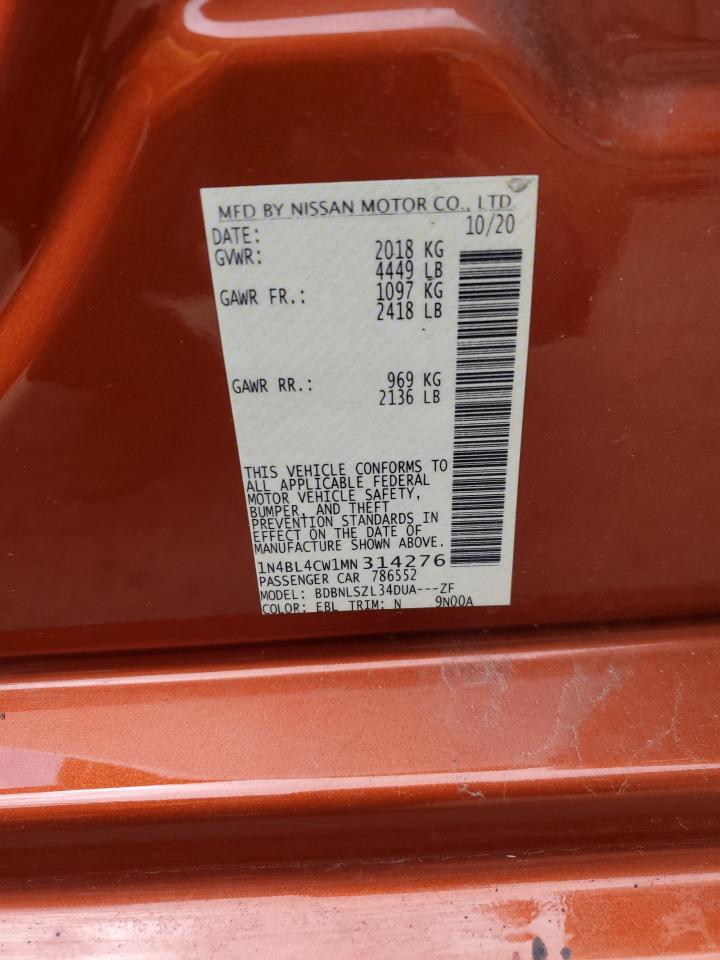 MFD BY NISSAN MOTOR CO., LTD.
DATE: 10/20
GVWR: 2018 KG
4449 LB
GAWR FR.: 1097 KG
2418 LB
GAWR RR.: 969 KG
2136 LB
THIS VEHICLE CONFORMS TO
ALL APPLICABLE FEDERAL
MOTOR VEHICLE SAFETY,
BUMPER, AND THEFT
PREVENTION STANDARDS IN
EFFECT ON THE DATE OF
MANUFACTURE SHOWN ABOVE.
1N4BL4CW1MN 314276
PASSENGER CAR 786552
MODEL: BDBNLSZL34DUA---ZF
COLOR: EBL TRIM: N 9N00A